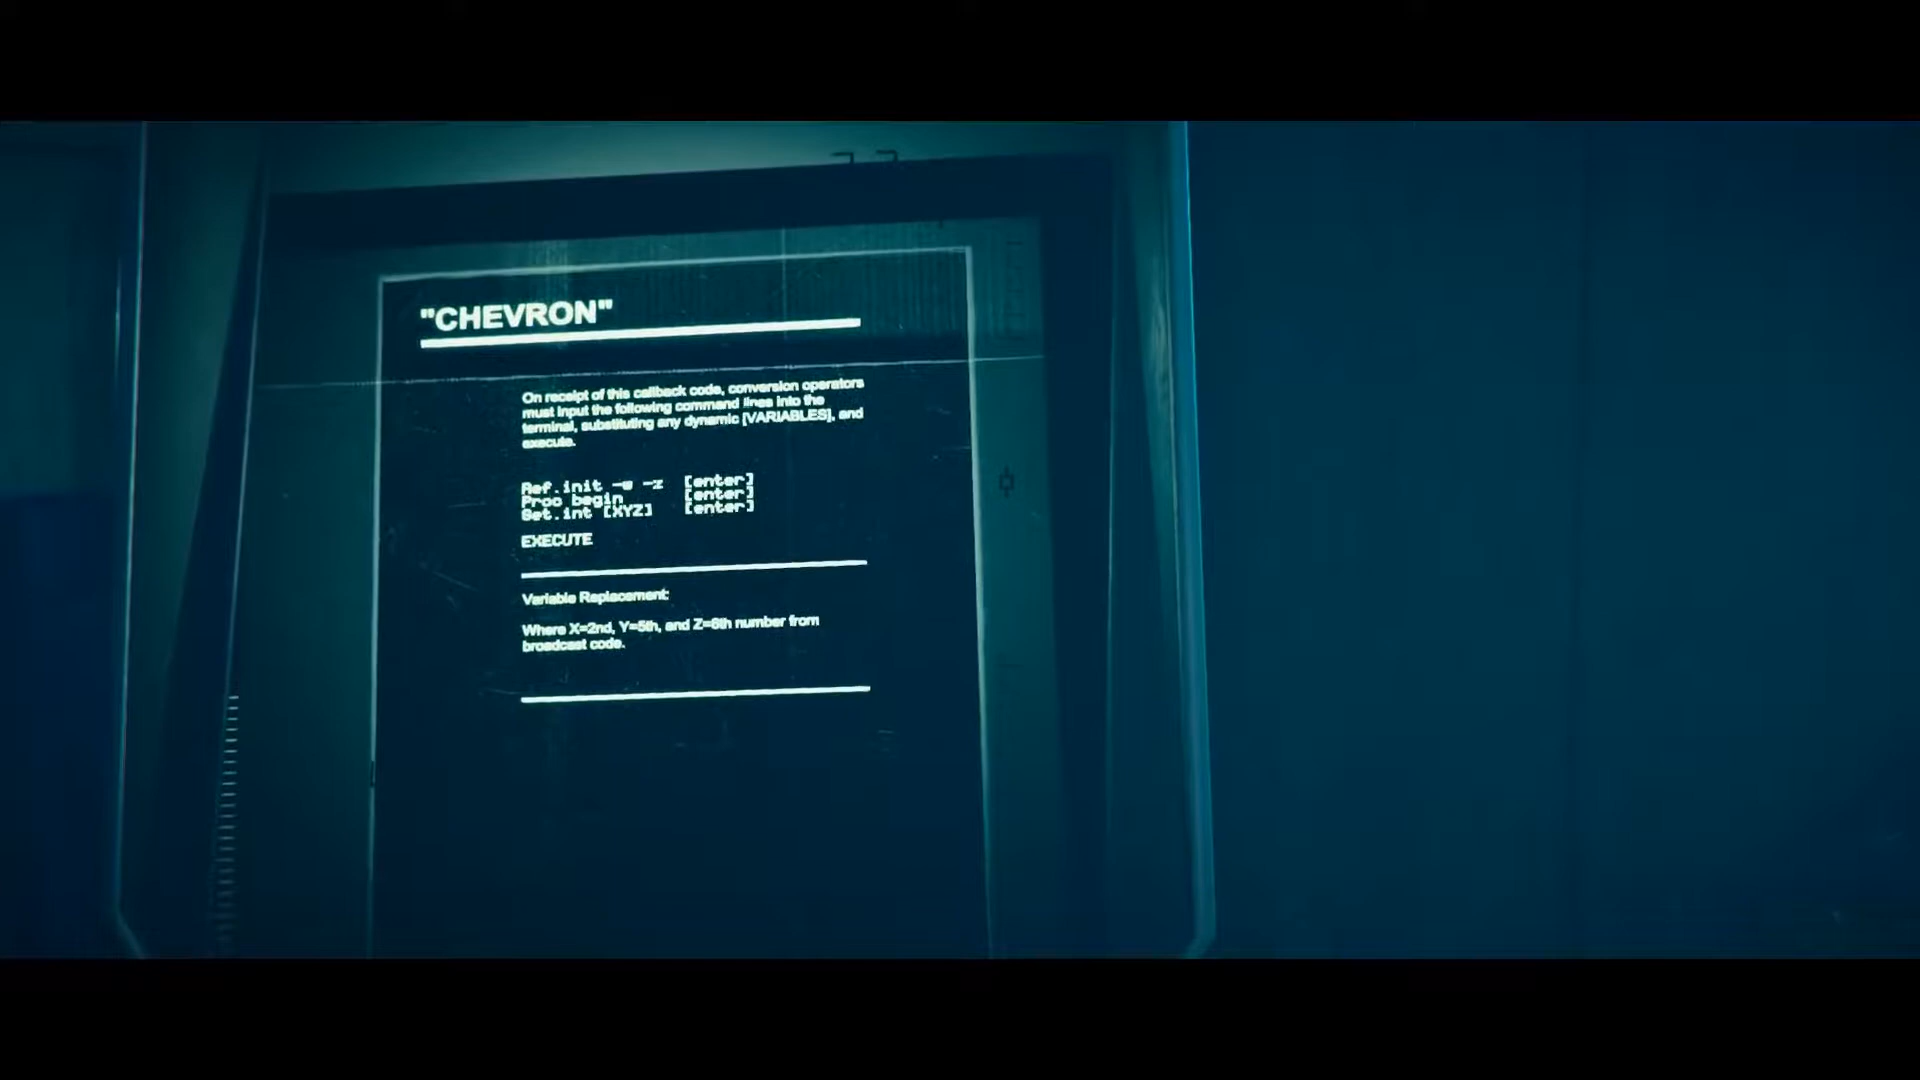 "CHEVRON"
On receipt of this callback code, conversion operators
must input the following command lines into the
terminal, substituting any dynamic [VARIABLES], and
execute.
Ref.init -w -z [enter]
Proc begin [enter]
Set.int [XYZ] [enter]
EXECUTE
Variable Replacement:
Where X=2nd, Y=5th, and Z=6th number from
broadcast code.